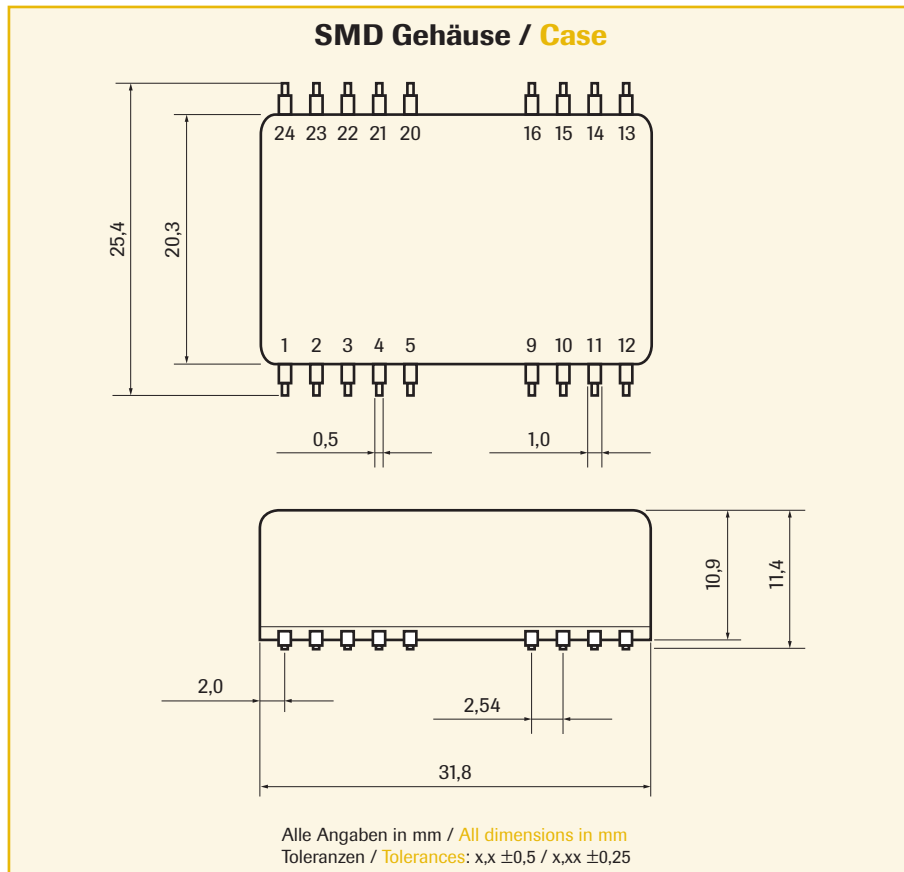 SMD Gehäuse / Case
24 23 22 21 20 16 15 14 13
25,4
20,3
1 2 3 4 5 9 10 11 12
0,5
1,0
10,9
11,4
2,0
2,54
31,8
Alle Angaben in mm / All dimensions in mm
Toleranzen / Tolerances: x,x ±0,5 / x,xx ±0,25